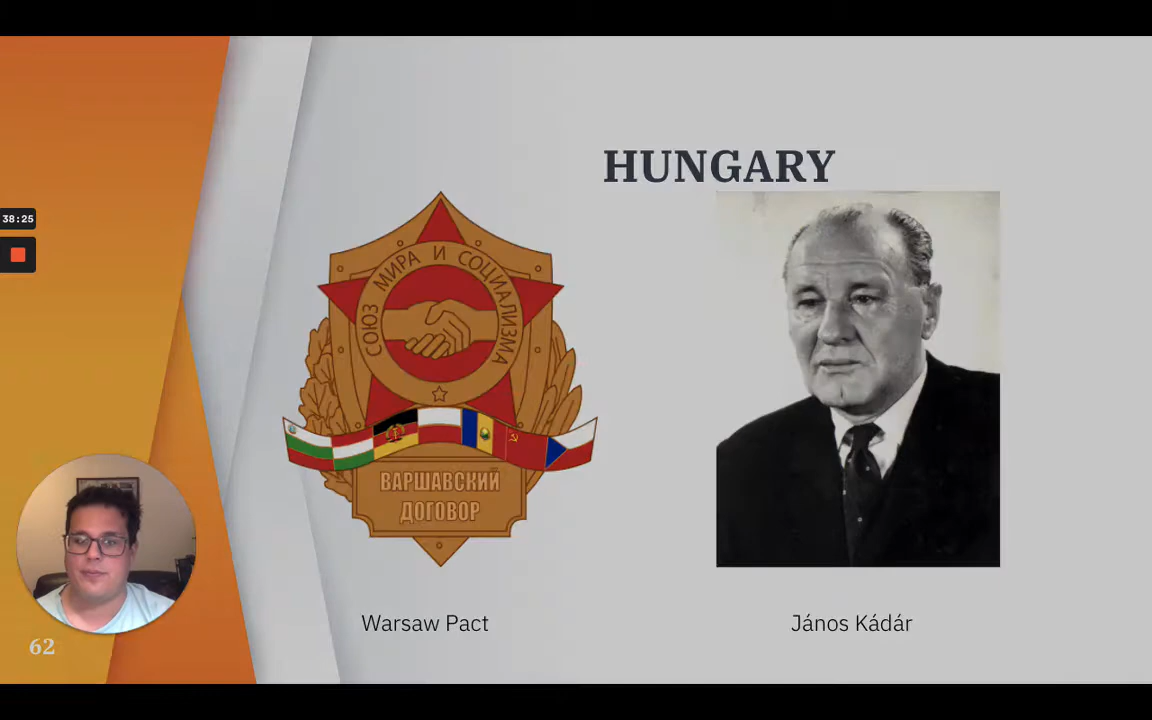 HUNGARY
38:25
СОЮЗ МИРА И СОЦИАЛИЗМА
ВАРШАВСКИЙ
ДОГОВОР
Warsaw Pact
János Kádár
62